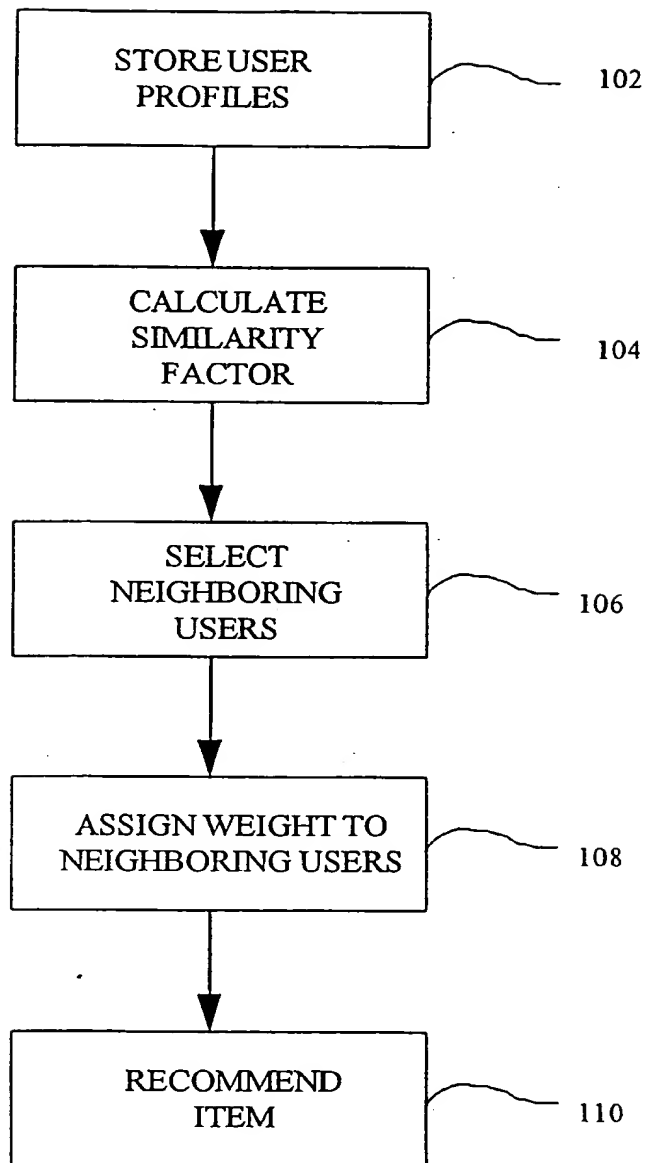 STORE USER
PROFILES
102
CALCULATE
SIMILARITY
FACTOR
104
SELECT
NEIGHBORING
USERS
106
ASSIGN WEIGHT TO
NEIGHBORING USERS
108
RECOMMEND
ITEM
110